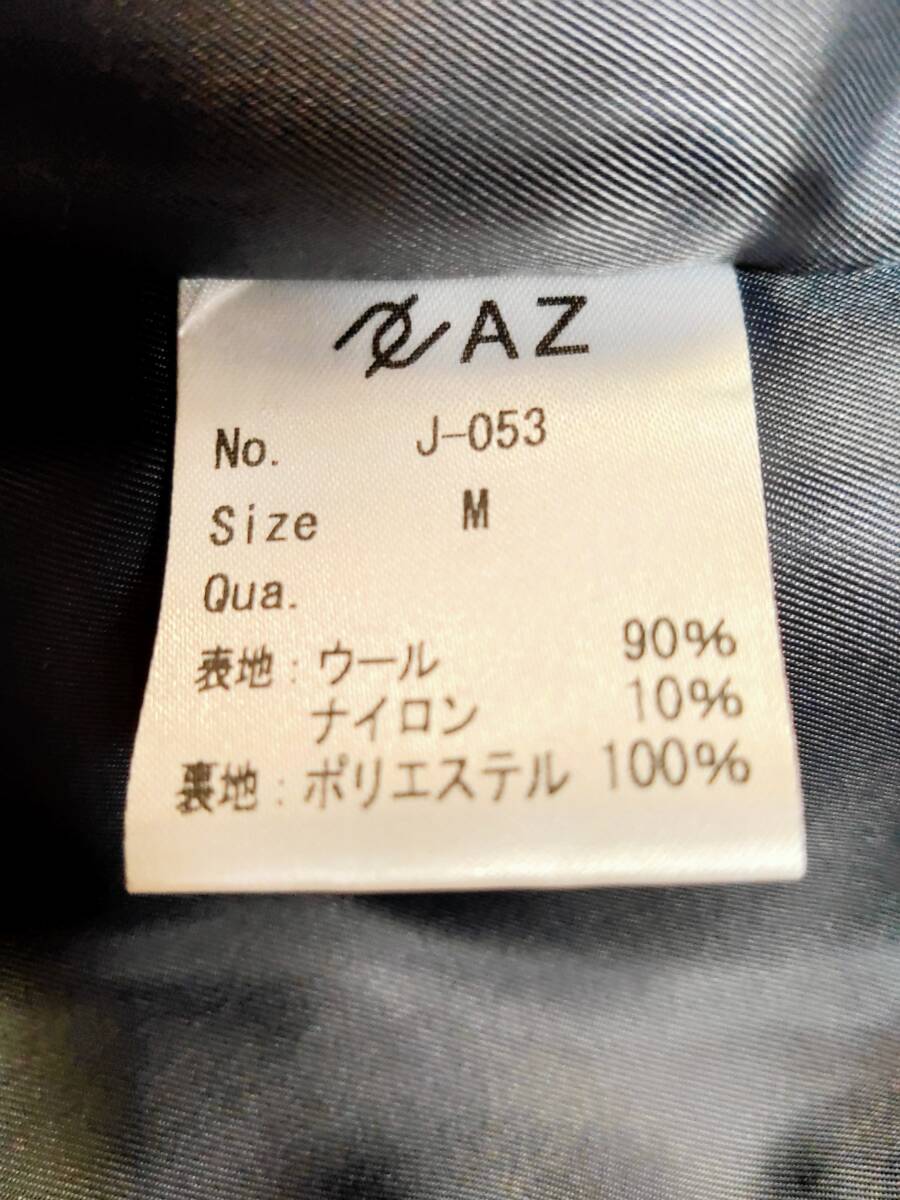 AZ
No. J-053
Size M
Qua.
表地：ウール 90%
ナイロン 10%
裏地：ポリエステル 100%